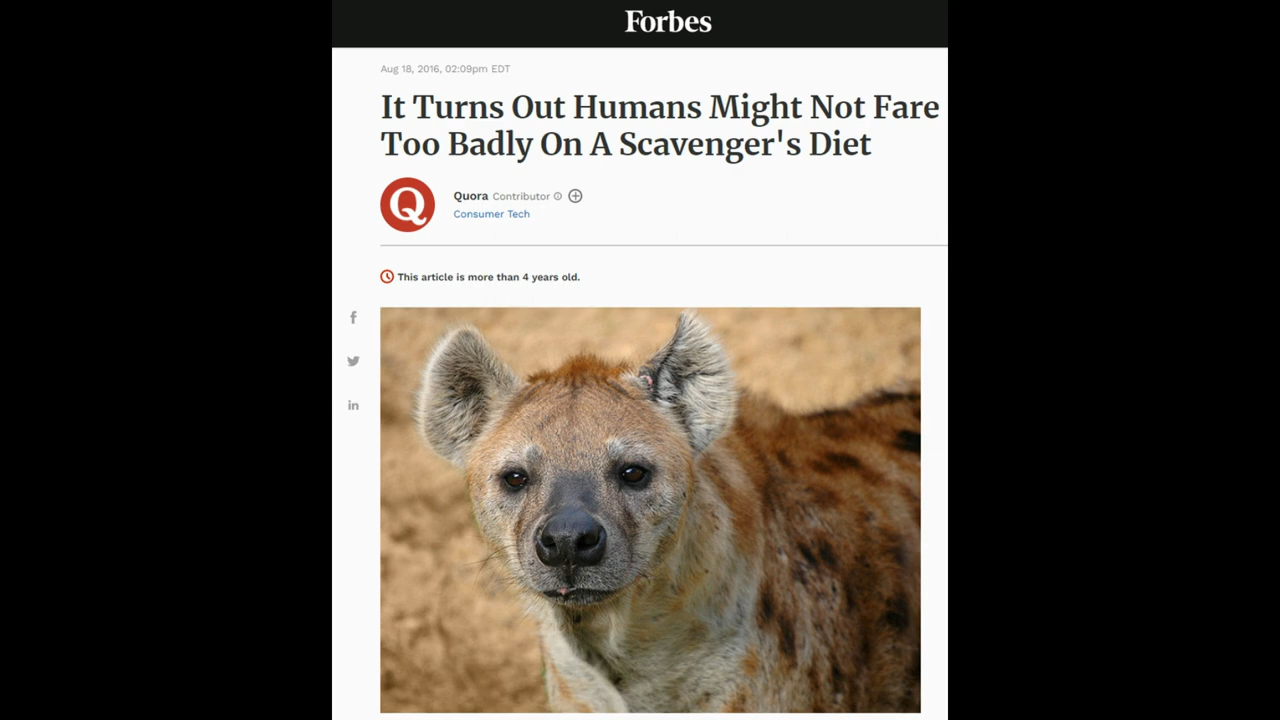 Forbes
Aug 18, 2016, 02:09pm EDT
It Turns Out Humans Might Not Fare
Too Badly On A Scavenger's Diet
Q
Quora Contributor
Consumer Tech
This article is more than 4 years old.
f
in